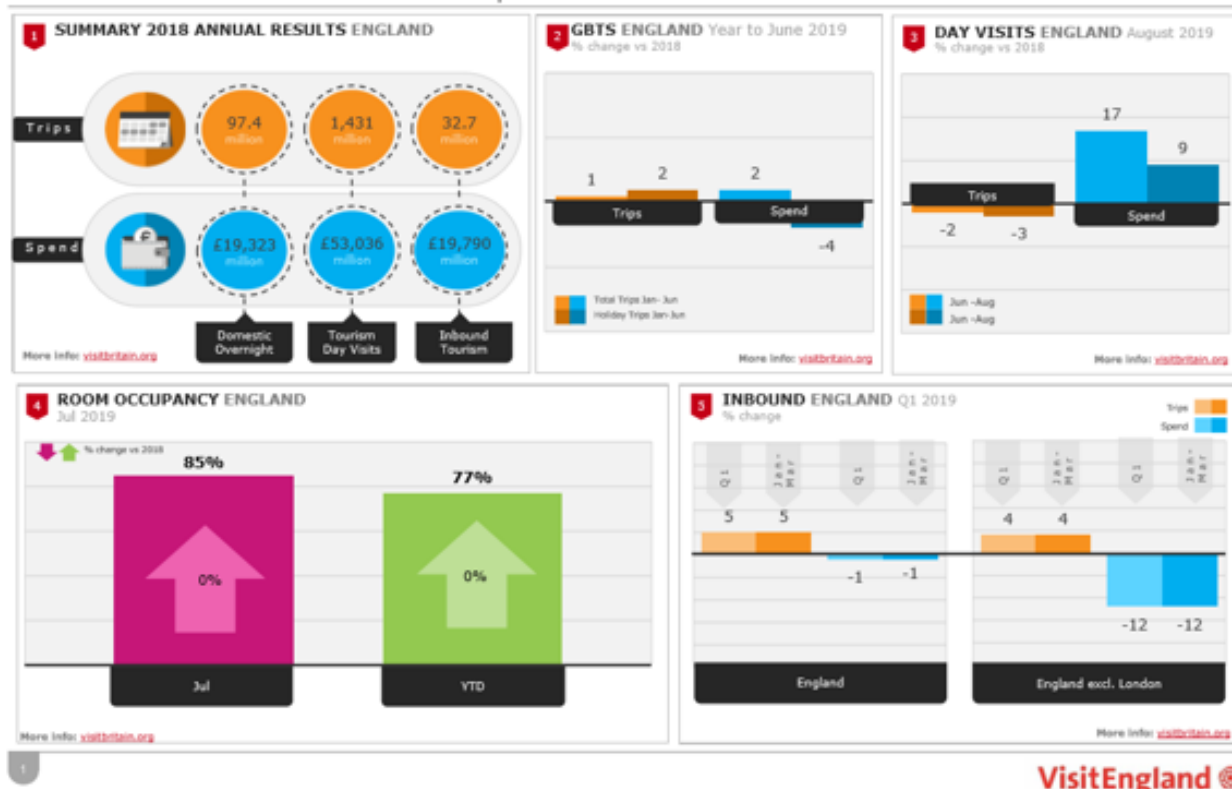 1
SUMMARY 2018 ANNUAL RESULTS ENGLAND
Trips
97.4
million
1,431
million
32.7
million
Spend
£
£19,323
million
£53,036
million
£19,790
million
Domestic
Overnight
Tourism
Day Visits
Inbound
Tourism
More info: visitbritain.org
2
GBTS ENGLAND Year to June 2019
% change vs 2018
1
2
2
Trips
Spend
-4
Total Trips Jan- Jun
Holiday Trips Jan-Jun
More info: visitbritain.org
3
DAY VISITS ENGLAND August 2019
% change vs 2018
17
9
Trips
Spend
-2
-3
Jun -Aug
Jun -Aug
More info: visitbritain.org
4
ROOM OCCUPANCY ENGLAND
Jul 2019
% change vs 2018
85%
77%
0%
0%
Jul
YTD
More info: visitbritain.org
5
INBOUND ENGLAND Q1 2019
% change
Trips
Spend
Q1
Jan-
Mar
Q1
Jan-
Mar
Q1
Jan-
Mar
Q1
Jan-
Mar
5
5
-1
-1
4
4
-12
-12
England
England excl. London
More info: visitbritain.org
1
VisitEngland